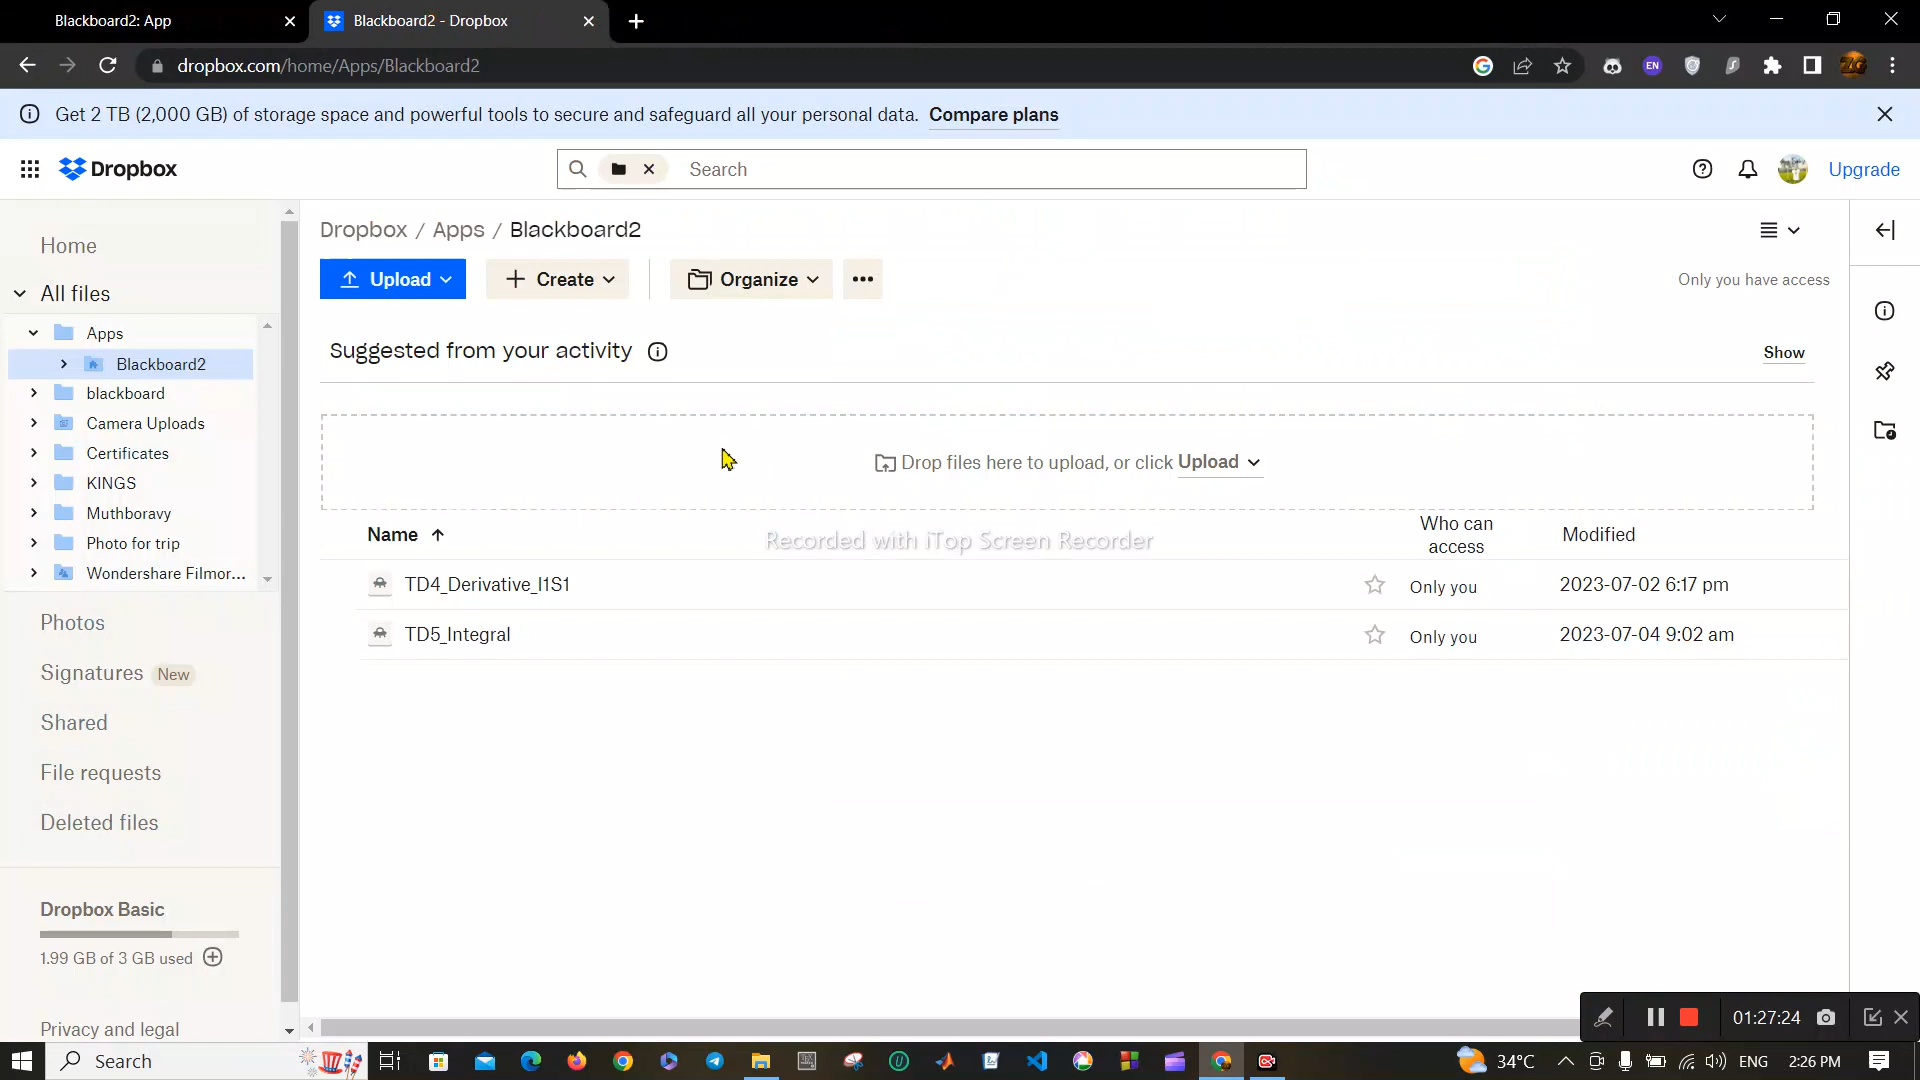 Blackboard2: App
Blackboard2 - Dropbox
dropbox.com/home/Apps/Blackboard2
EN
ZG
Get 2 TB (2,000 GB) of storage space and powerful tools to secure and safeguard all your personal data. Compare plans
Dropbox
Search
Upgrade
Dropbox / Apps / Blackboard2
Upload
Create
Organize
Only you have access
Home
All files
Apps
Blackboard2
blackboard
Camera Uploads
Certificates
KINGS
Muthboravy
Photo for trip
Wondershare Filmor...
Photos
Signatures New
Shared
File requests
Deleted files
Dropbox Basic
1.99 GB of 3 GB used
Privacy and legal
Suggested from your activity
Show
Drop files here to upload, or click Upload
Name
Who can access
Modified
Recorded with iTop Screen Recorder
TD4_Derivative_I1S1
Only you
2023-07-02 6:17 pm
TD5_Integral
Only you
2023-07-04 9:02 am
01:27:24
Search
34°C
ENG
2:26 PM